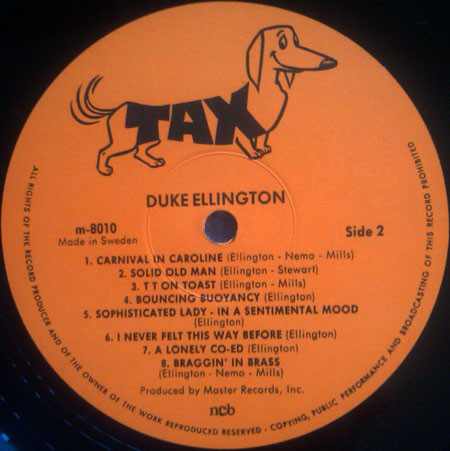 TAX
DUKE ELLINGTON
m-8010
Made in Sweden
Side 2
1. CARNIVAL IN CAROLINE (Ellington - Nemo - Mills)
2. SOLID OLD MAN (Ellington - Stewart)
3. T T ON TOAST (Ellington - Mills)
4. BOUNCING BUOYANCY (Ellington)
5. SOPHISTICATED LADY - IN A SENTIMENTAL MOOD
(Ellington)
6. I NEVER FELT THIS WAY BEFORE (Ellington)
7. A LONELY CO-ED (Ellington)
8. BRAGGIN' IN BRASS
(Ellington - Nemo - Mills)
Produced by Master Records, Inc.
ncb
ALL RIGHTS OF THE RECORD PRODUCER AND OF THE OWNER OF THE WORK REPRODUCED RESERVED - COPYING, PUBLIC PERFORMANCE AND BROADCASTING OF THIS RECORD PROHIBITED